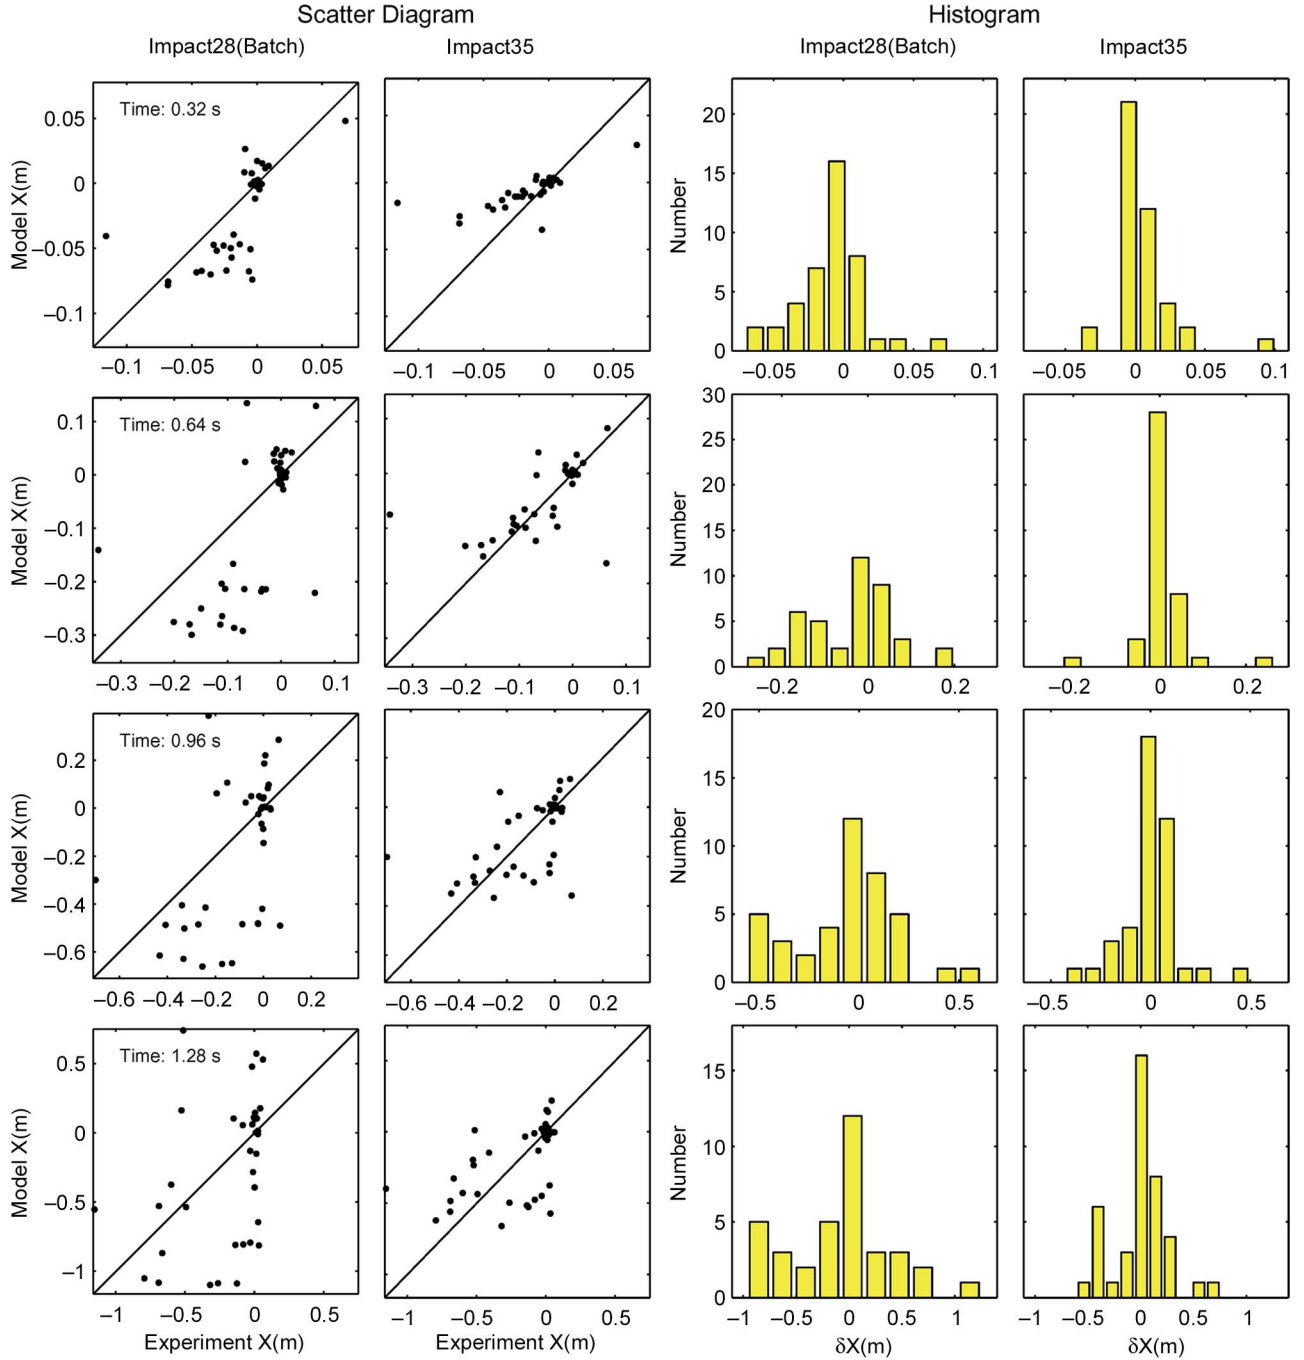 Scatter Diagram Histogram
Impact28(Batch) Impact35 Impact28(Batch) Impact35
Time: 0.32 s
Model X(m)
0.05
0
–0.05
–0.1
–0.1 –0.05 0 0.05
–0.1 –0.05 0 0.05
Number
20
15
10
5
0
–0.05 0 0.05 0.1
–0.05 0 0.05 0.1
Time: 0.64 s
Model X(m)
0.1
0
–0.1
–0.2
–0.3
–0.3 –0.2 –0.1 0 0.1
–0.3 –0.2 –0.1 0 0.1
Number
30
25
20
15
10
5
0
–0.2 0 0.2
–0.2 0 0.2
Time: 0.96 s
Model X(m)
0.2
0
–0.2
–0.4
–0.6
–0.6 –0.4 –0.2 0 0.2
–0.6 –0.4 –0.2 0 0.2
Number
20
15
10
5
0
–0.5 0 0.5
–0.5 0 0.5
Time: 1.28 s
Model X(m)
0.5
0
–0.5
–1
–1 –0.5 0 0.5
Experiment X(m)
–1 –0.5 0 0.5
Experiment X(m)
Number
15
10
5
0
–1 –0.5 0 0.5 1
δX(m)
–1 –0.5 0 0.5 1
δX(m)